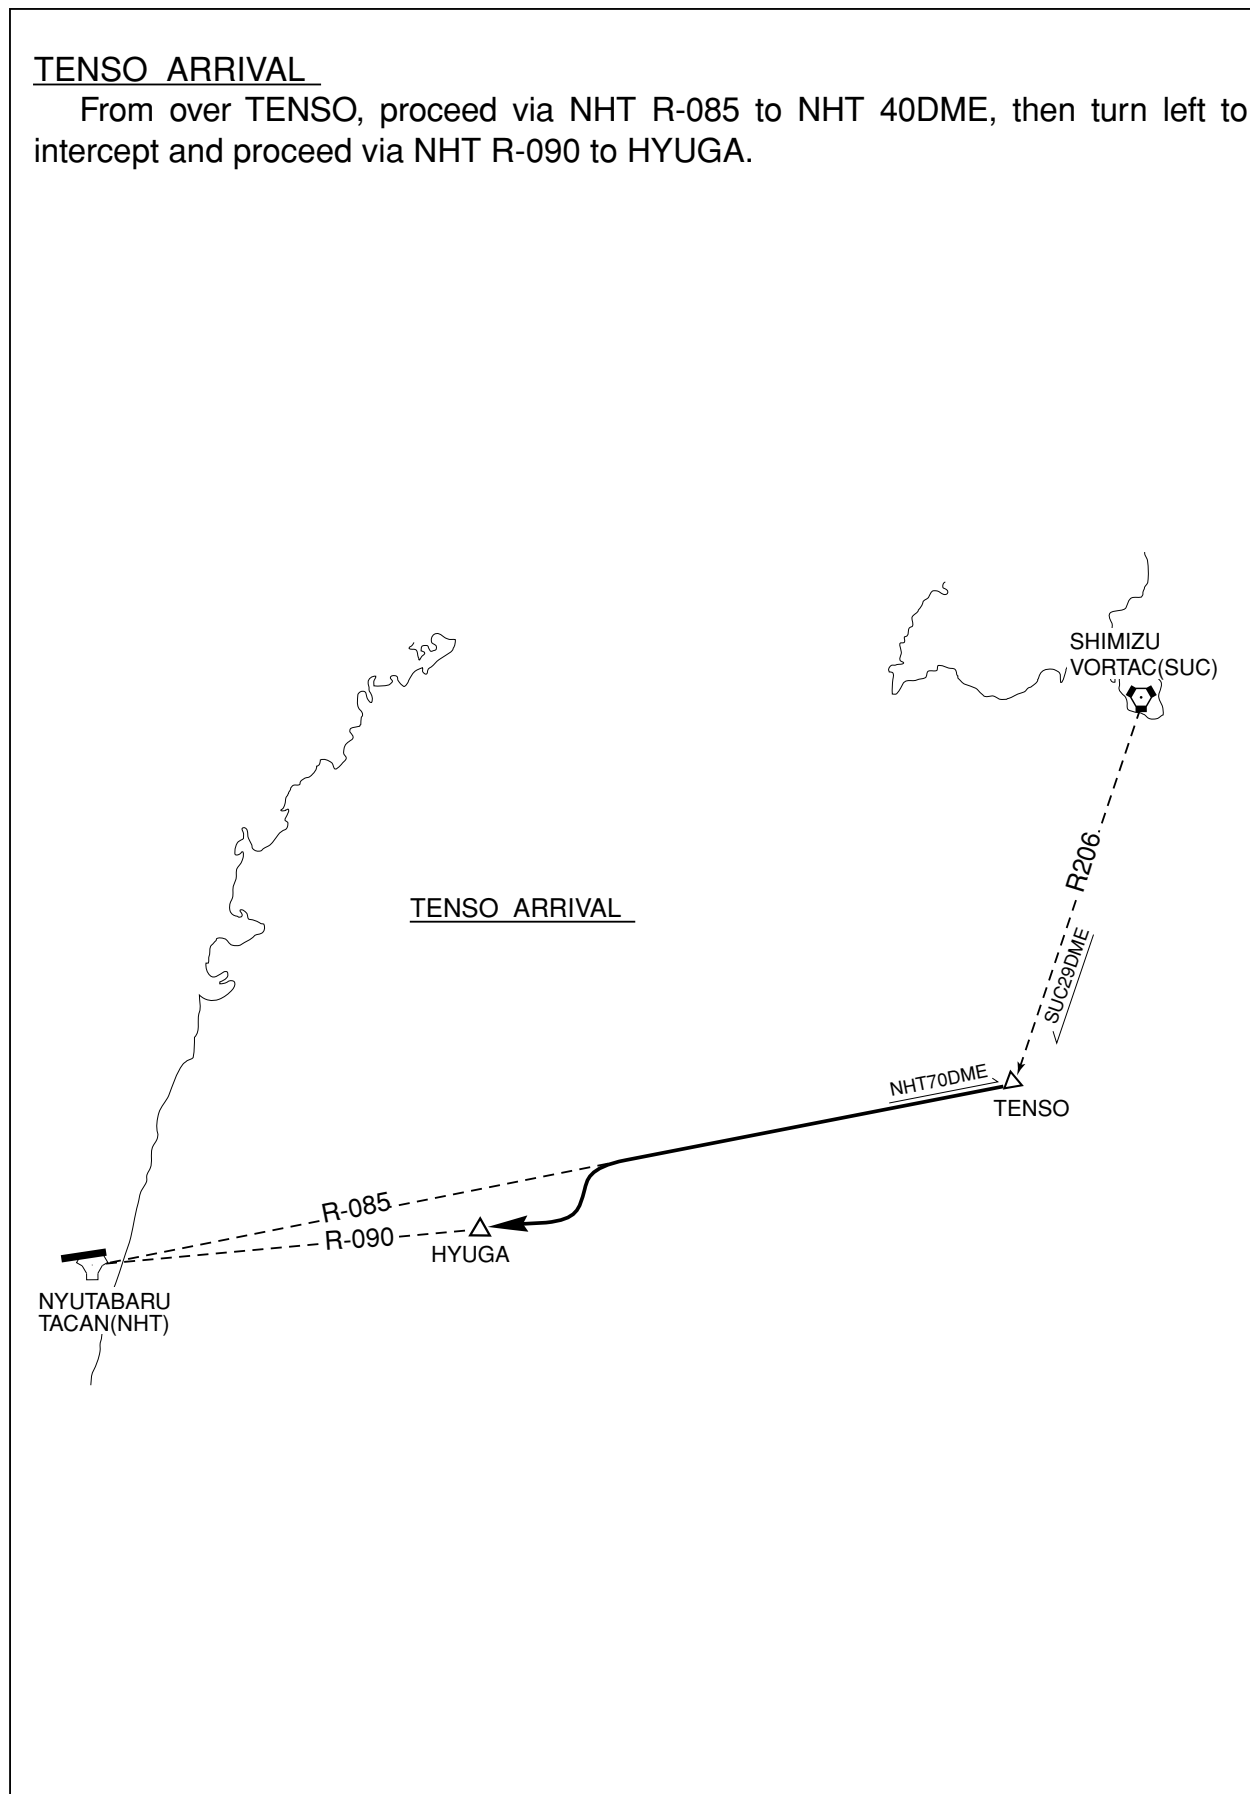 TENSO ARRIVAL
From over TENSO, proceed via NHT R-085 to NHT 40DME, then turn left to
intercept and proceed via NHT R-090 to HYUGA.
SHIMIZU
VORTAC(SUC)
R206
TENSO ARRIVAL
SUC29DME
NHT70DME
TENSO
R-085
R-090
HYUGA
NYUTABARU
TACAN(NHT)